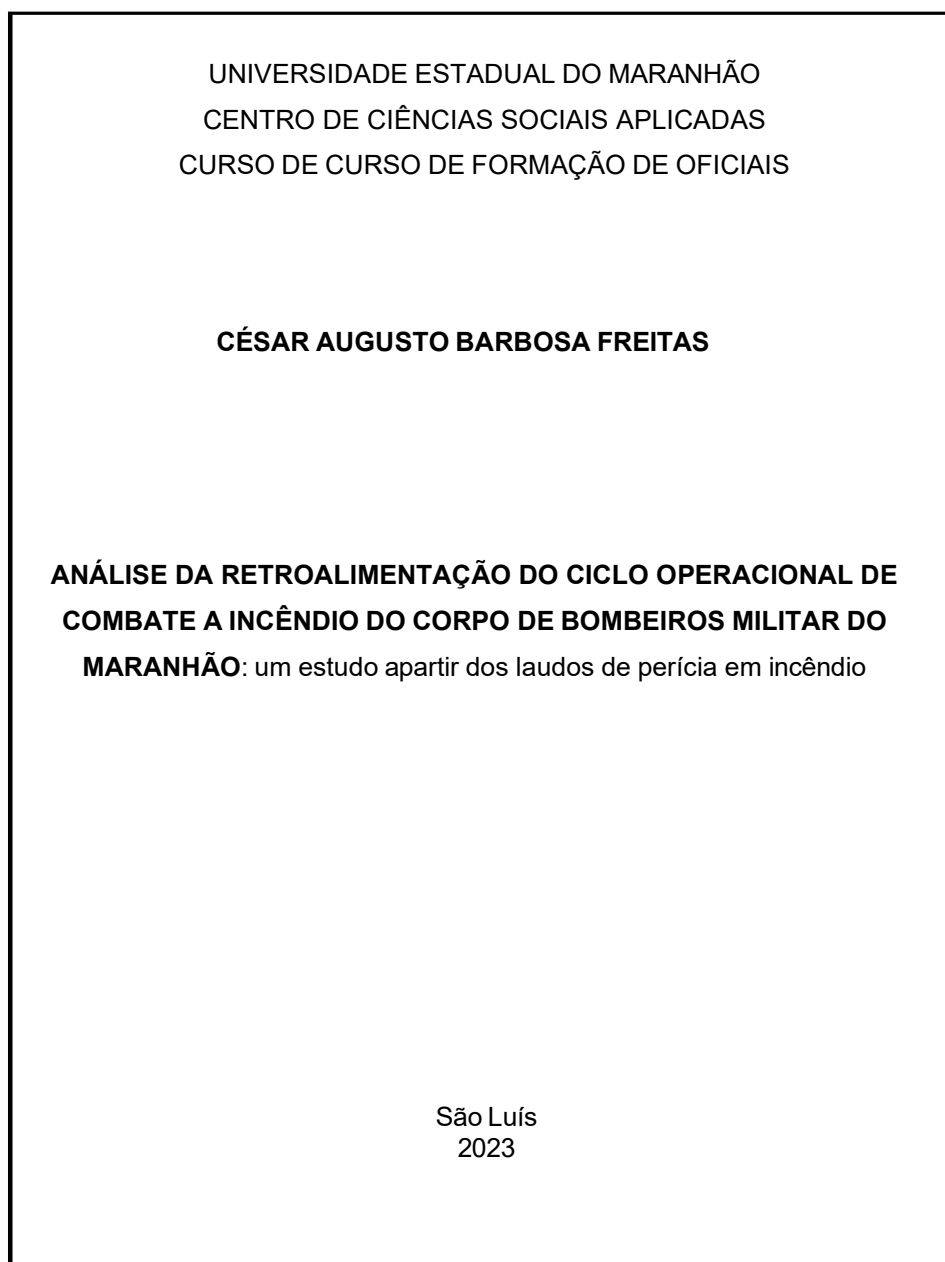 UNIVERSIDADE ESTADUAL DO MARANHÃO
CENTRO DE CIÊNCIAS SOCIAIS APLICADAS
CURSO DE CURSO DE FORMAÇÃO DE OFICIAIS
CÉSAR AUGUSTO BARBOSA FREITAS
ANÁLISE DA RETROALIMENTAÇÃO DO CICLO OPERACIONAL DE
COMBATE A INCÊNDIO DO CORPO DE BOMBEIROS MILITAR DO
MARANHÃO: um estudo apartir dos laudos de perícia em incêndio
São Luís
2023